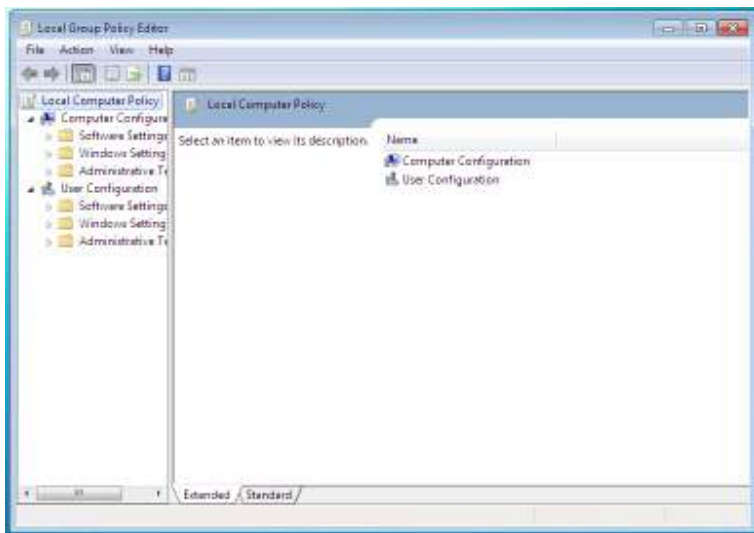 Local Group Policy Editor
File Action View Help
Local Computer Policy
Computer Configura
Software Settings
Windows Setting
Administrative Te
User Configuration
Software Settings
Windows Setting
Administrative Te
Local Computer Policy
Select an item to view its description.
Name
Computer Configuration
User Configuration
Extended Standard